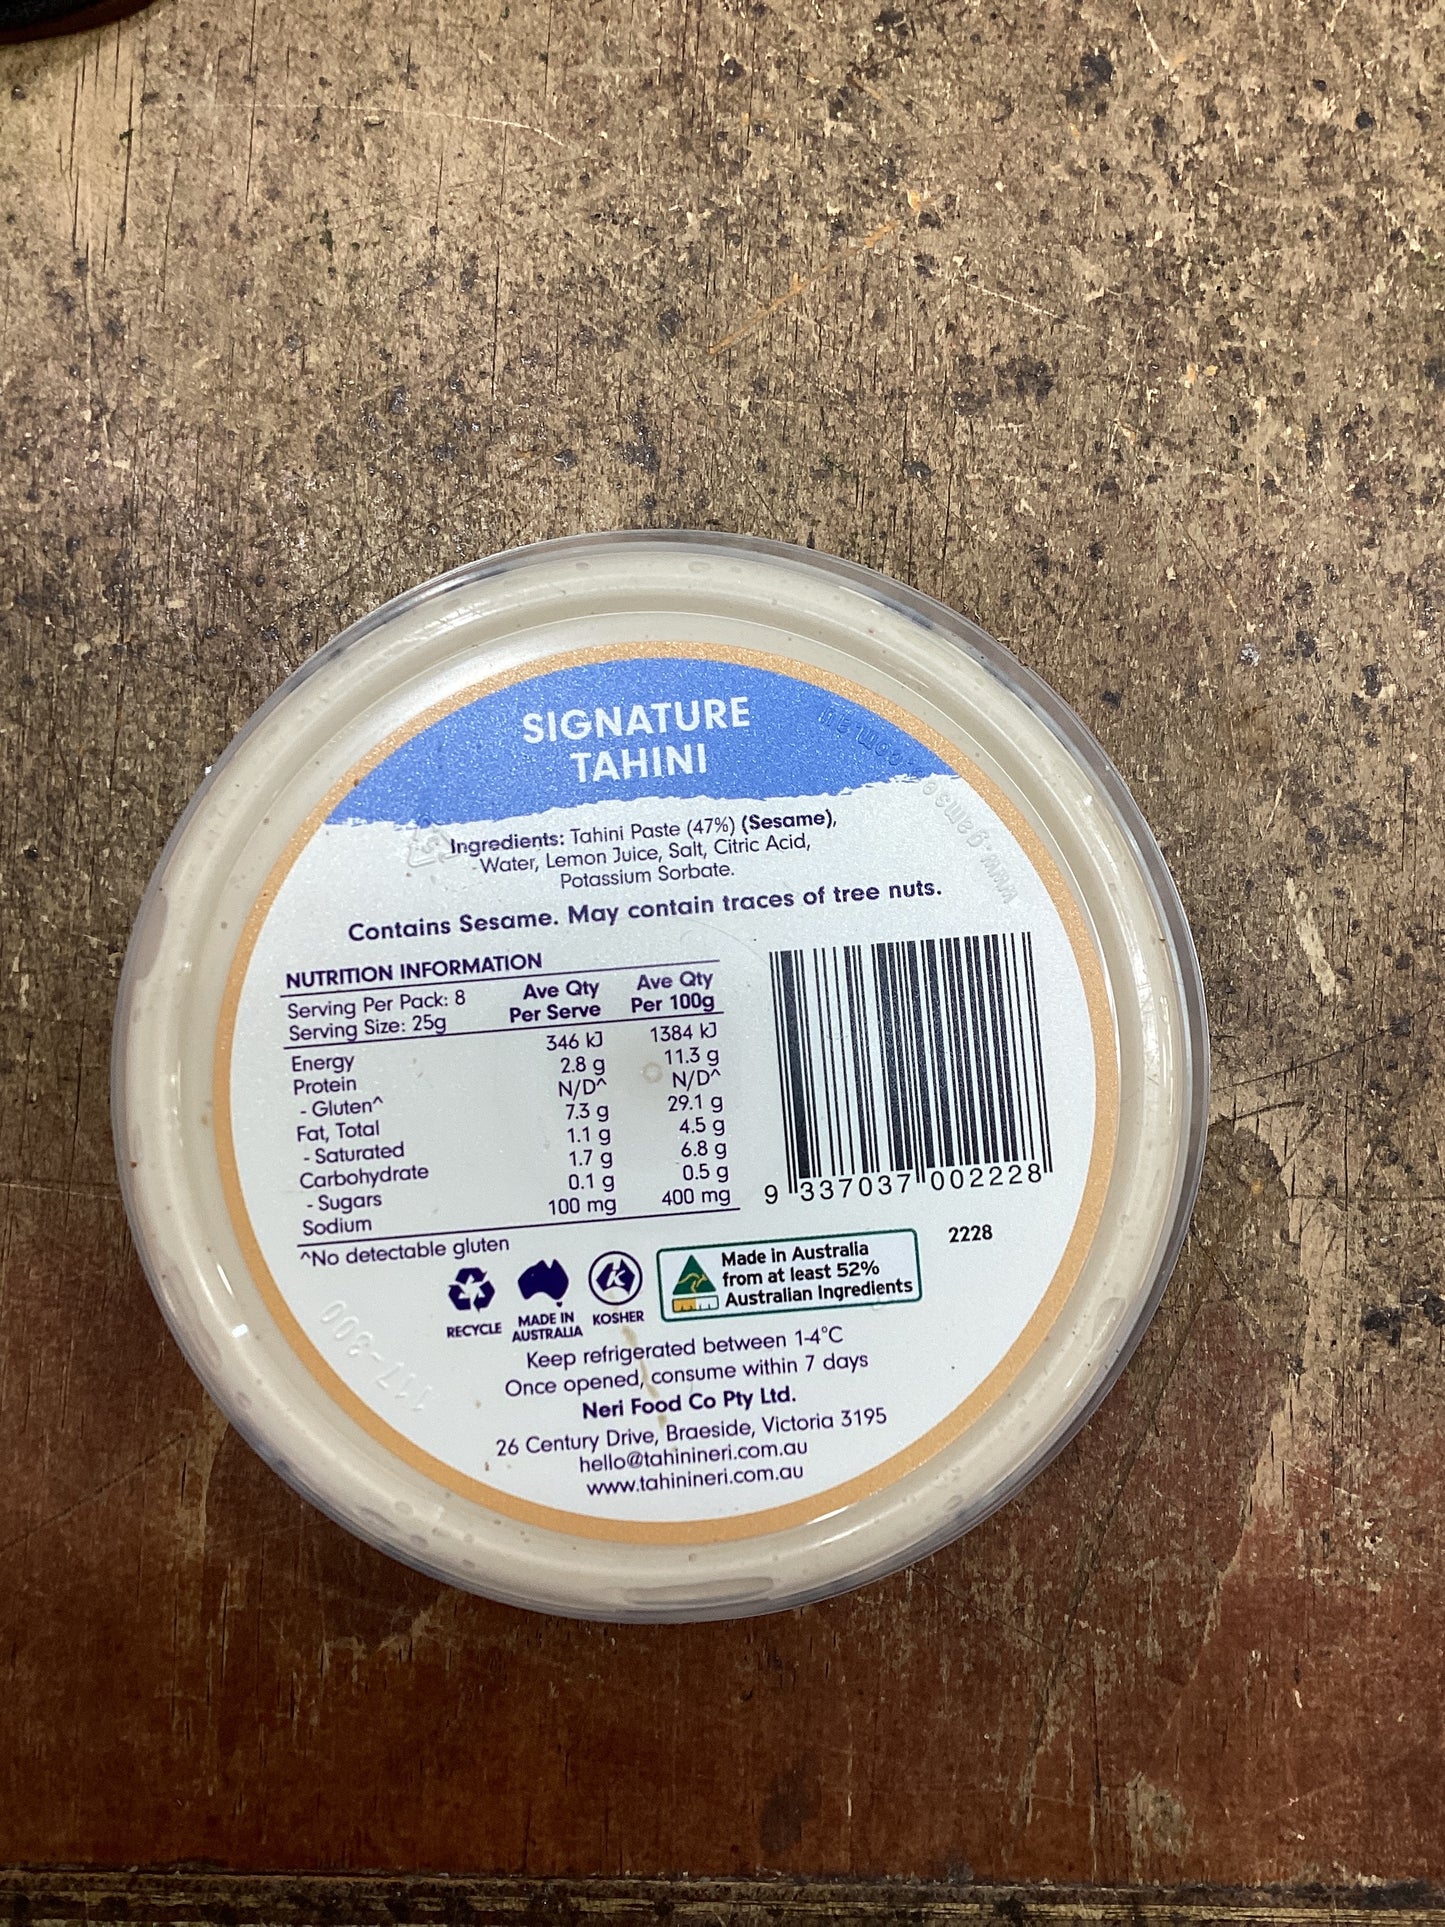 SIGNATURE
TAHINI
Ingredients: Tahini Paste (47%) (Sesame),
Water, Lemon Juice, Salt, Citric Acid,
Potassium Sorbate.
Contains Sesame. May contain traces of tree nuts.
NUTRITION INFORMATION
Serving Per Pack: 8
Serving Size: 25g
Ave Qty Per Serve
Ave Qty Per 100g
Energy 346 kJ 1384 kJ
Protein 2.8 g 11.3 g
- Gluten^ N/D^ N/D^
Fat, Total 7.3 g 29.1 g
- Saturated 1.1 g 4.5 g
Carbohydrate 1.7 g 6.8 g
- Sugars 0.1 g 0.5 g
Sodium 100 mg 400 mg
^No detectable gluten
9 337037 002228
2228
RECYCLE
MADE IN
AUSTRALIA
K
KOSHER
Made in Australia
from at least 52%
Australian Ingredients
Keep refrigerated between 1-4°C
Once opened, consume within 7 days
Neri Food Co Pty Ltd.
26 Century Drive, Braeside, Victoria 3195
hello@tahinineri.com.au
www.tahinineri.com.au